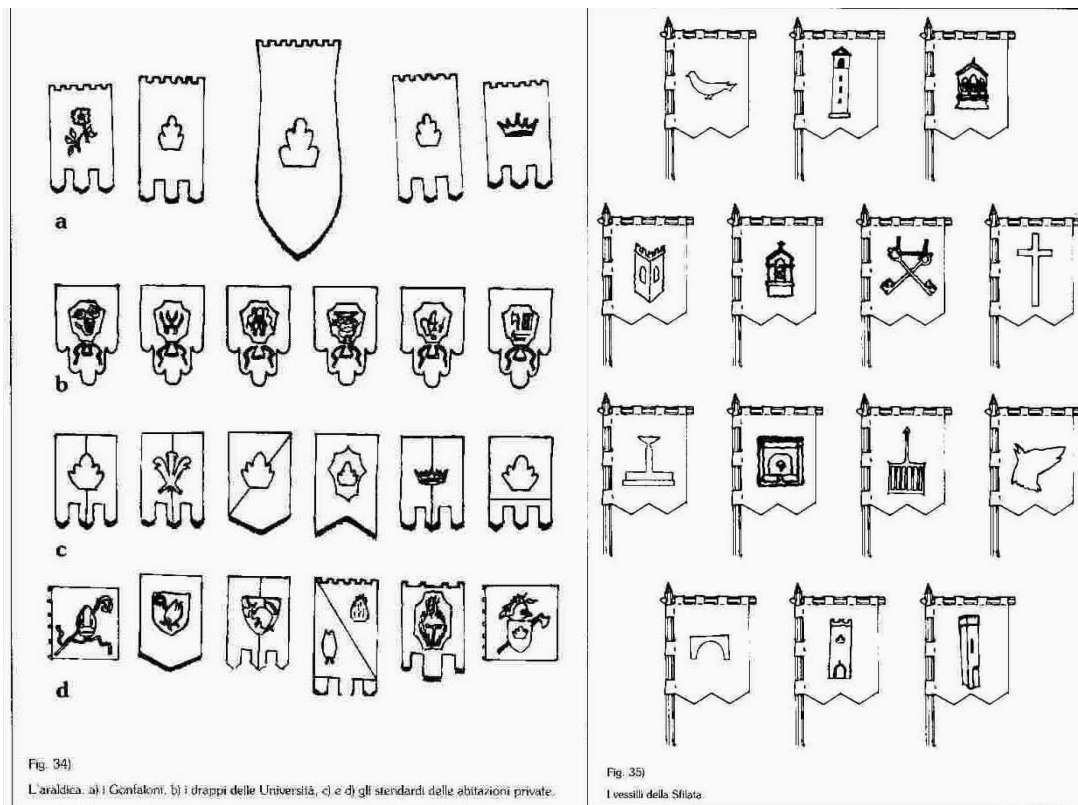 a
b
c
d
Fig. 34)
L'araldica. a) i Gonfaloni, b) i drappi delle Università, c) e d) gli stendardi delle abitazioni private.
Fig. 35)
I vessilli della Sfilata.